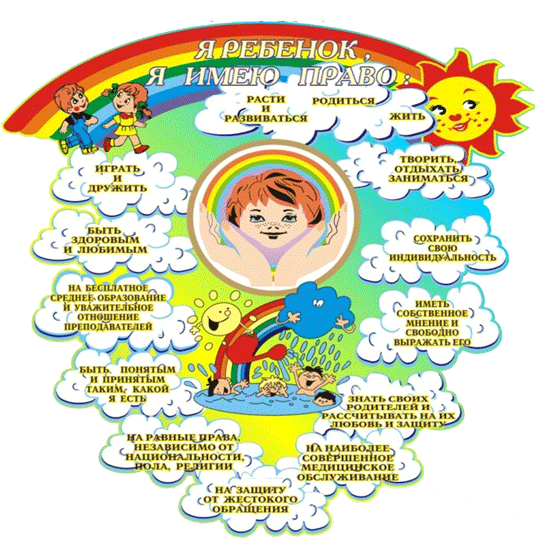 Я РЕБЕНОК,
Я ИМЕЮ ПРАВО:
РАСТИ
И
РАЗВИВАТЬСЯ
РОДИТЬСЯ
ЖИТЬ
ИГРАТЬ
И
ДРУЖИТЬ
ТВОРИТЬ,
ОТДЫХАТЬ,
ЗАНИМАТЬСЯ
БЫТЬ
ЗДОРОВЫМ
И ЛЮБИМЫМ
СОХРАНИТЬ
СВОЮ
ИНДИВИДУАЛЬНОСТЬ
НА БЕСПЛАТНОЕ
СРЕДНЕЕ ОБРАЗОВАНИЕ
И УВАЖИТЕЛЬНОЕ
ОТНОШЕНИЕ
ПРЕПОДАВАТЕЛЕЙ
ИМЕТЬ
СОБСТВЕННОЕ
МНЕНИЕ И
СВОБОДНО
ВЫРАЖАТЬ ЕГО
БЫТЬ ПОНЯТЫМ
И ПРИНЯТЫМ
ТАКИМ, КАКОЙ
Я ЕСТЬ
ЗНАТЬ СВОИХ
РОДИТЕЛЕЙ И
РАССЧИТЫВАТЬ НА ИХ
ЛЮБОВЬ И ЗАЩИТУ
НА РАВНЫЕ ПРАВА,
НЕЗАВИСИМО ОТ
НАЦИОНАЛЬНОСТИ,
ПОЛА, РЕЛИГИИ
НА НАИБОЛЕЕ
СОВЕРШЕННОЕ
МЕДИЦИНСКОЕ
ОБСЛУЖИВАНИЕ
НА ЗАЩИТУ
ОТ ЖЕСТОКОГО
ОБРАЩЕНИЯ